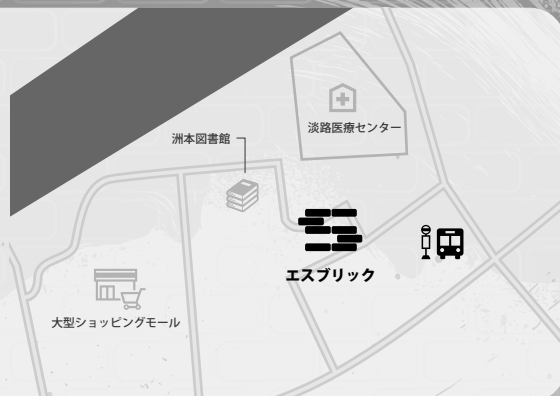 淡路医療センター
洲本図書館
エスブリック
大型ショッピングモール